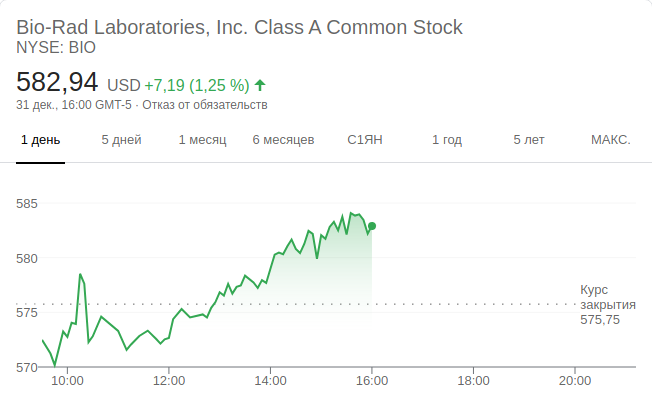 Bio-Rad Laboratories, Inc. Class A Common Stock
NYSE: BIO
582,94 USD +7,19 (1,25 %)
31 дек., 16:00 GMT-5 · Отказ от обязательств
1 день 5 дней 1 месяц 6 месяцев С1ЯН 1 год 5 лет МАКС.
585
580
Курс
закрытия
575,75
575
570
10:00 12:00 14:00 16:00 18:00 20:00